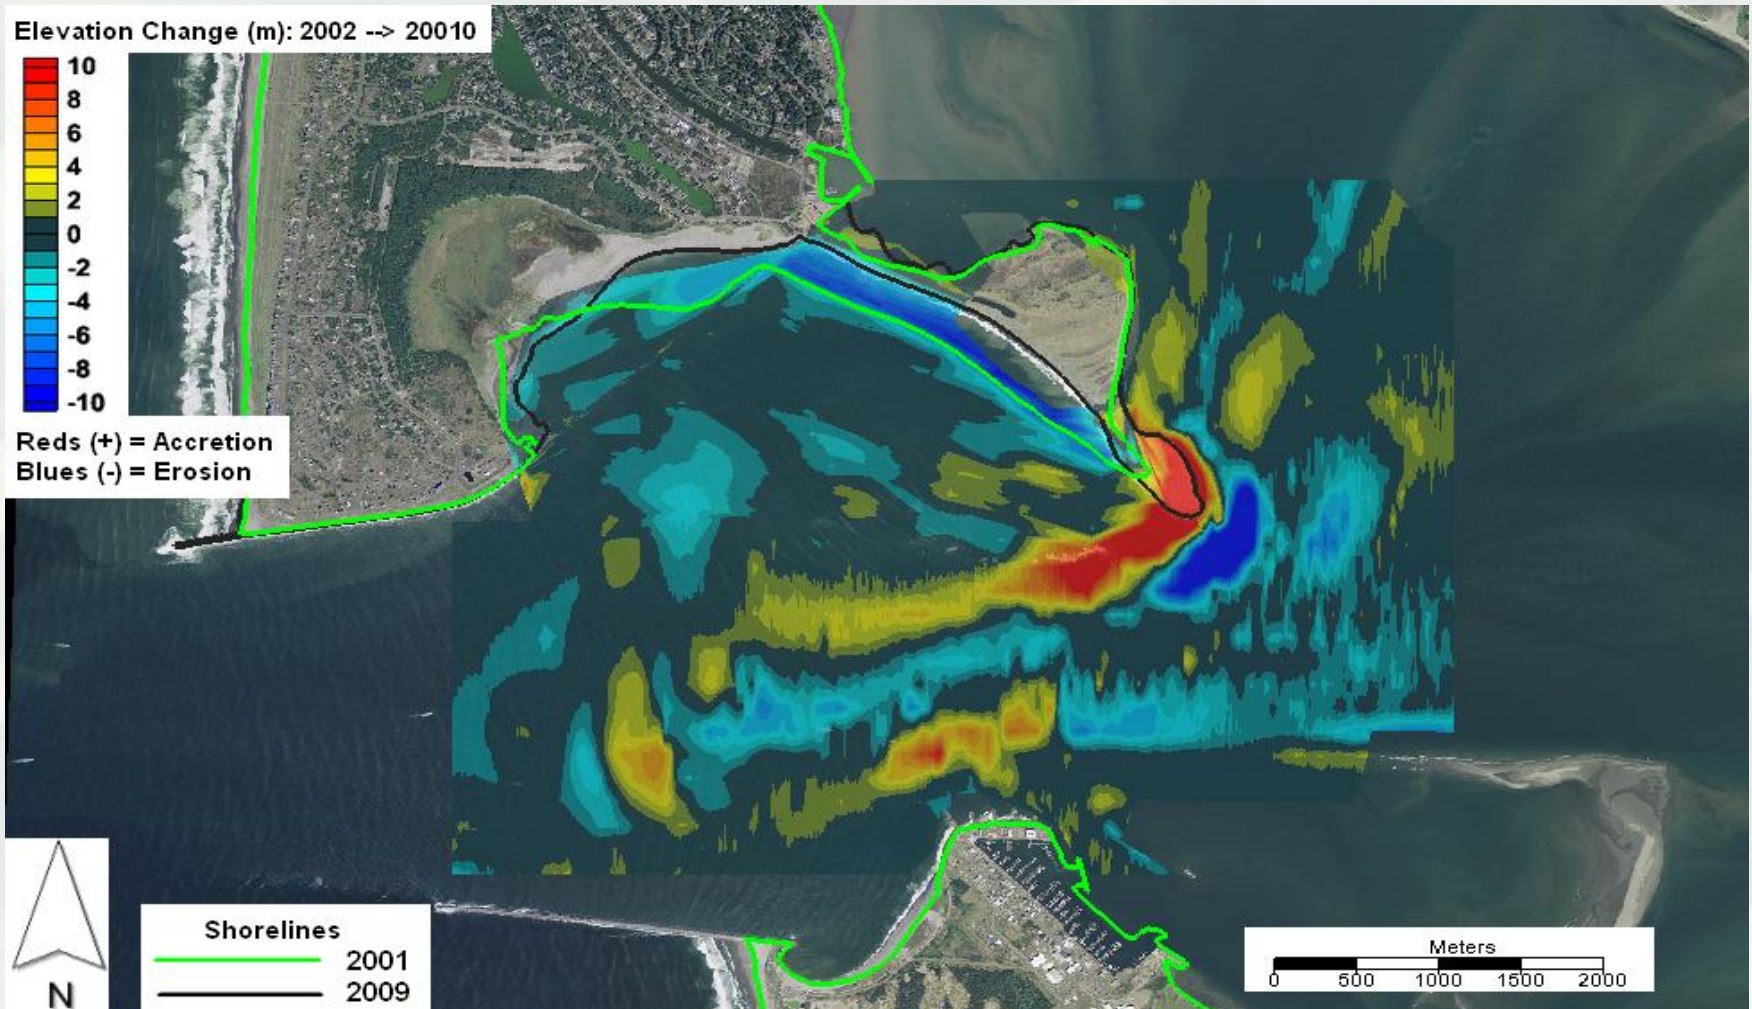 Elevation Change (m): 2002 --> 20010
10
8
6
4
2
0
-2
-4
-6
-8
-10
Reds (+) = Accretion
Blues (-) = Erosion
N
Shorelines
2001
2009
Meters
0 500 1000 1500 2000